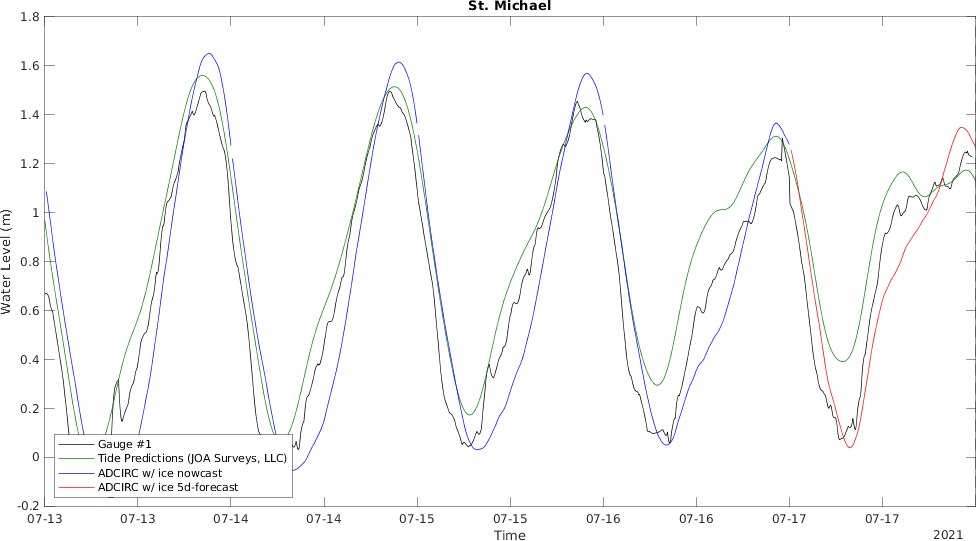 St. Michael
1.8
1.6
1.4
1.2
1
0.8
0.6
0.4
0.2
0
-0.2
Water Level (m)
Gauge #1
Tide Predictions (JOA Surveys, LLC)
ADCIRC w/ ice nowcast
ADCIRC w/ ice 5d-forecast
07-13 07-13 07-14 07-14 07-15 07-15 07-16 07-16 07-17 07-17
Time
2021